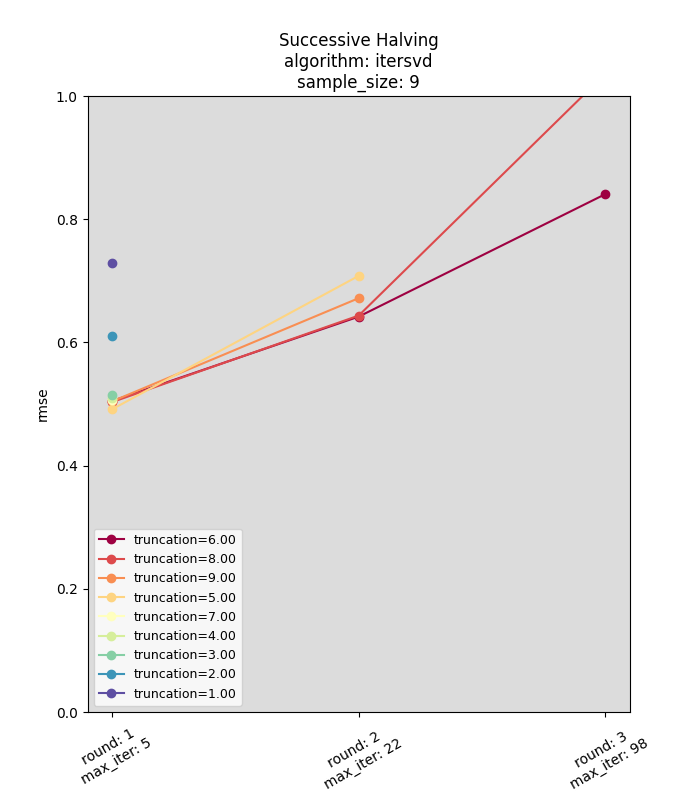 Successive Halving
algorithm: itersvd
sample_size: 9
1.0
0.8
0.6
0.4
0.2
0.0
rmse
truncation=6.00
truncation=8.00
truncation=9.00
truncation=5.00
truncation=7.00
truncation=4.00
truncation=3.00
truncation=2.00
truncation=1.00
round: 1
max_iter: 5
round: 2
max_iter: 22
round: 3
max_iter: 98